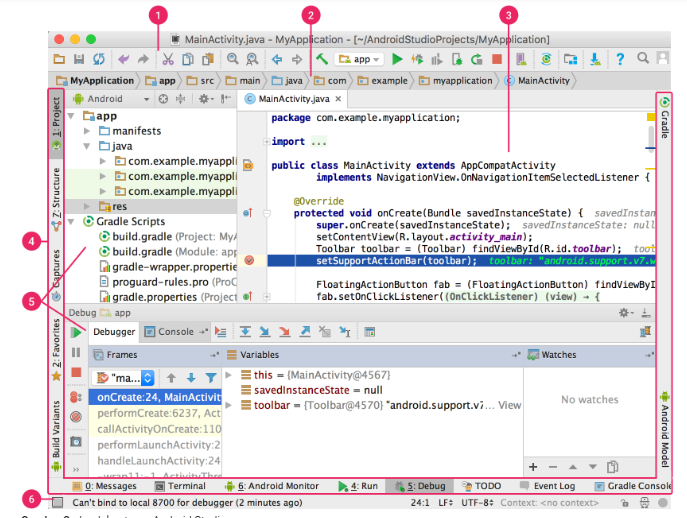 1 2 3
MainActivity.java - MyApplication - [~/AndroidStudioProjects/MyApplication]
app
MyApplication app src main java com example myapplication MainActivity
Android
MainActivity.java
1: Project
Z: Structure
Captures
2: Favorites
Build Variants
app
manifests
java
com.example.myappli
com.example.myappli
com.example.myappli
res
Gradle Scripts
build.gradle (Project: MyA
build.gradle (Module: app
gradle-wrapper.propertie
proguard-rules.pro (ProG
gradle.properties (Project
package com.example.myapplication;
import ...
public class MainActivity extends AppCompatActivity
implements NavigationView.OnNavigationItemSelectedListener {
@Override
protected void onCreate(Bundle savedInstanceState) { savedInstan
super.onCreate(savedInstanceState); savedInstanceState: null
setContentView(R.layout.activity_main);
Toolbar toolbar = (Toolbar) findViewById(R.id.toolbar); toolb
setSupportActionBar(toolbar); toolbar: "android.support.v7.w
FloatingActionButton fab = (FloatingActionButton) findViewByI
fab.setOnClickListener((OnClickListener) (view) → {
Gradle
Android Model
4
5
6
Debug app
Debugger Console
Frames Variables Watches
"ma...
onCreate:24, MainActivit
performCreate:6237, Act
callActivityOnCreate:110
performLaunchActivity:2
handleLaunchActivity:24
this = {MainActivity@4567}
savedInstanceState = null
toolbar = {Toolbar@4570} "android.support.v7.... View
No watches
0: Messages Terminal 6: Android Monitor 4: Run 5: Debug TODO Event Log Gradle Console
Can't bind to local 8700 for debugger (2 minutes ago) 24:1 LF÷ UTF-8÷ Context: <no context>